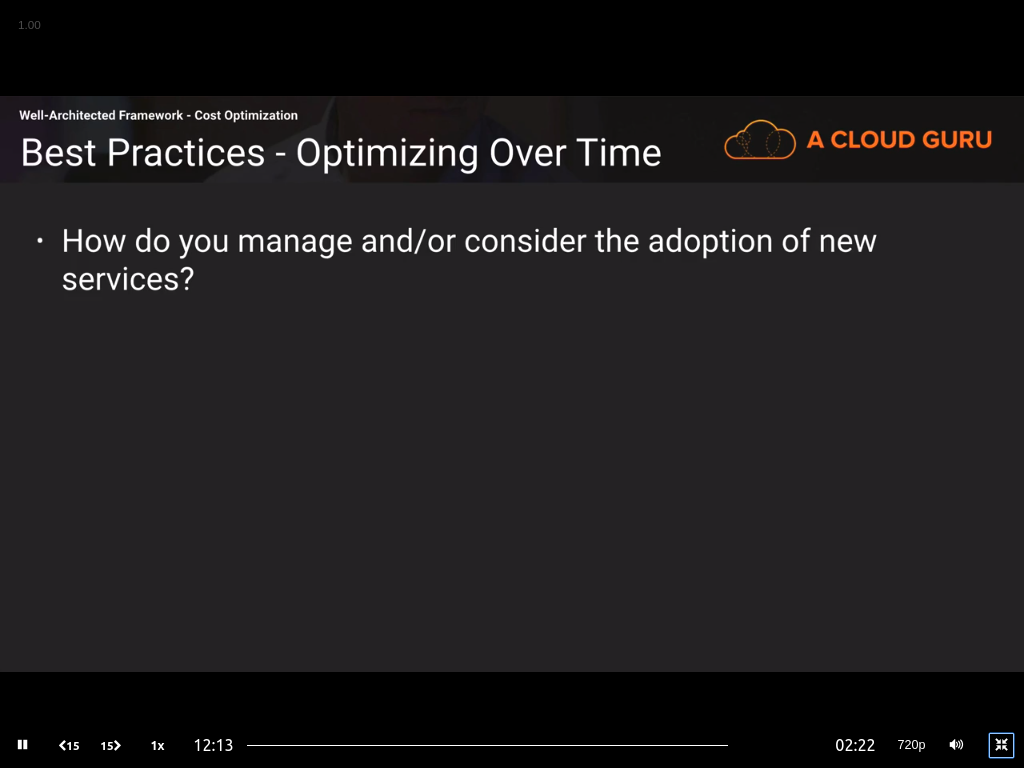 1.00
Well-Architected Framework - Cost Optimization
Best Practices - Optimizing Over Time
A CLOUD GURU
• How do you manage and/or consider the adoption of new
services?
15 15 1x 12:13 02:22 720p